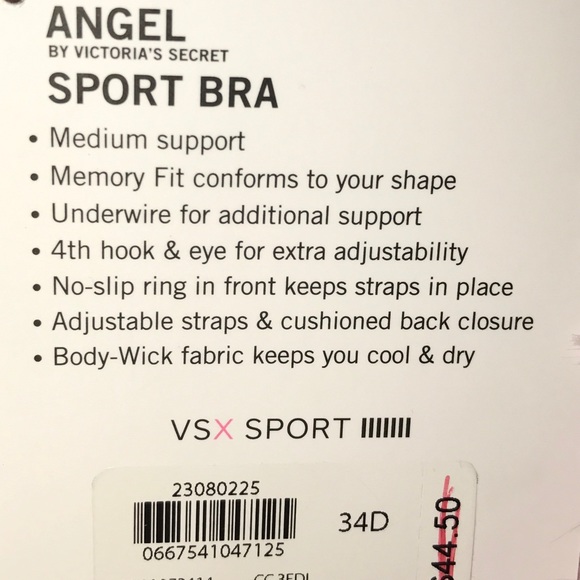 ANGEL
BY VICTORIA'S SECRET
SPORT BRA
• Medium support
• Memory Fit conforms to your shape
• Underwire for additional support
• 4th hook & eye for extra adjustability
• No-slip ring in front keeps straps in place
• Adjustable straps & cushioned back closure
• Body-Wick fabric keeps you cool & dry
VSX SPORT
23080225
34D
0667541047125
$44.50